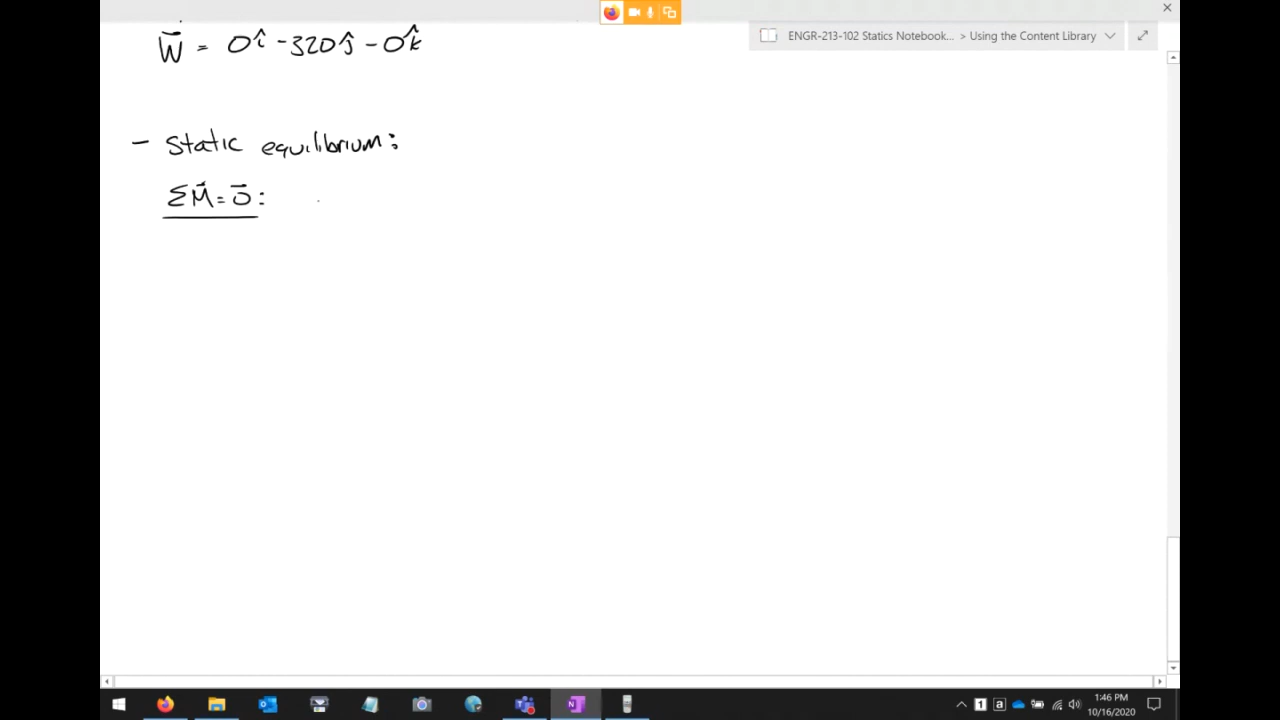 ENGR-213-102 Statics Notebook... > Using the Content Library
W⃗ = 0î - 320ĵ - 0k̂
- Static equilibrium:
ΣM⃗ = 0⃗ :
1:46 PM
10/16/2020